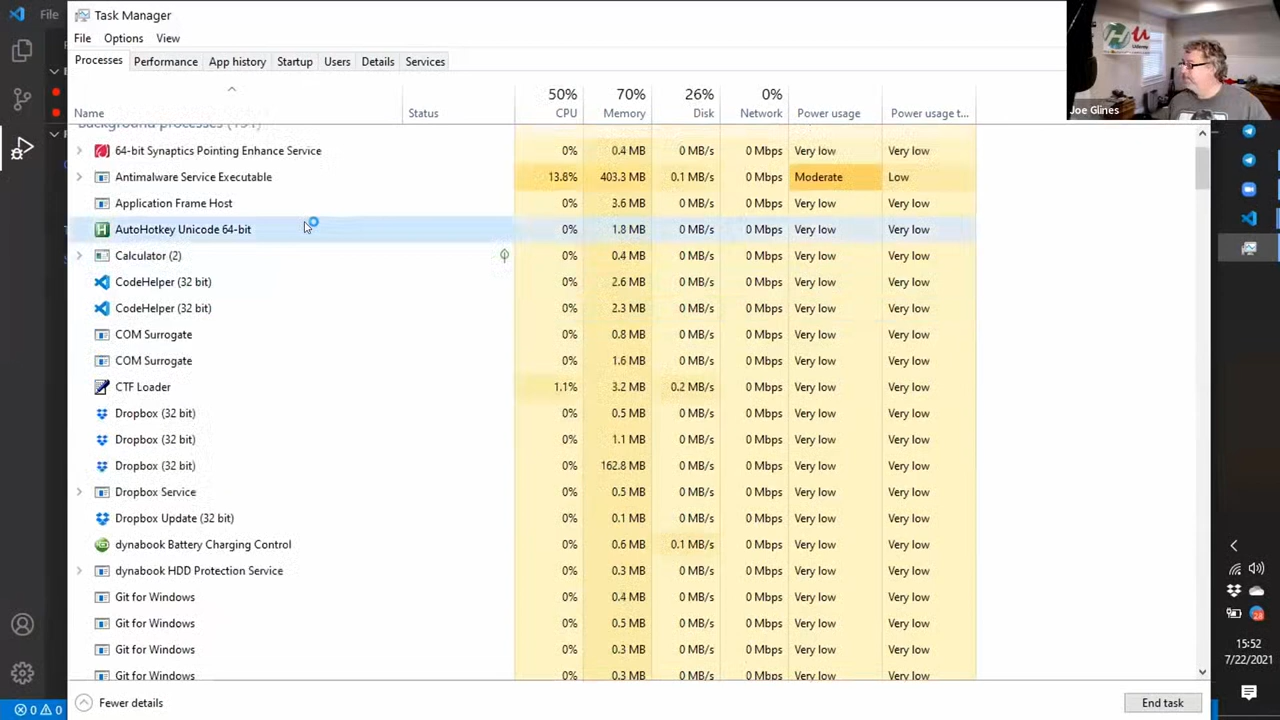 File
Task Manager
File Options View
Processes Performance App history Startup Users Details Services
50% 70% 26% 0%
Name Status CPU Memory Disk Network Power usage Power usage t...
Background processes (151)
64-bit Synaptics Pointing Enhance Service 0% 0.4 MB 0 MB/s 0 Mbps Very low Very low
Antimalware Service Executable 13.8% 403.3 MB 0.1 MB/s 0 Mbps Moderate Low
Application Frame Host 0% 3.6 MB 0 MB/s 0 Mbps Very low Very low
AutoHotkey Unicode 64-bit 0% 1.8 MB 0 MB/s 0 Mbps Very low Very low
Calculator (2) 0% 0.4 MB 0 MB/s 0 Mbps Very low Very low
CodeHelper (32 bit) 0% 2.6 MB 0 MB/s 0 Mbps Very low Very low
CodeHelper (32 bit) 0% 2.3 MB 0 MB/s 0 Mbps Very low Very low
COM Surrogate 0% 0.8 MB 0 MB/s 0 Mbps Very low Very low
COM Surrogate 0% 1.6 MB 0 MB/s 0 Mbps Very low Very low
CTF Loader 1.1% 3.2 MB 0.2 MB/s 0 Mbps Very low Very low
Dropbox (32 bit) 0% 0.5 MB 0 MB/s 0 Mbps Very low Very low
Dropbox (32 bit) 0% 1.1 MB 0 MB/s 0 Mbps Very low Very low
Dropbox (32 bit) 0% 162.8 MB 0 MB/s 0 Mbps Very low Very low
Dropbox Service 0% 0.5 MB 0 MB/s 0 Mbps Very low Very low
Dropbox Update (32 bit) 0% 0.1 MB 0 MB/s 0 Mbps Very low Very low
dynabook Battery Charging Control 0% 0.6 MB 0.1 MB/s 0 Mbps Very low Very low
dynabook HDD Protection Service 0% 0.3 MB 0 MB/s 0 Mbps Very low Very low
Git for Windows 0% 0.4 MB 0 MB/s 0 Mbps Very low Very low
Git for Windows 0% 0.5 MB 0 MB/s 0 Mbps Very low Very low
Git for Windows 0% 0.3 MB 0 MB/s 0 Mbps Very low Very low
Git for Windows 0% 0.3 MB 0 MB/s 0 Mbps Very low Very low
Fewer details End task
0 0
Joe Glines
28
15:52
7/22/2021